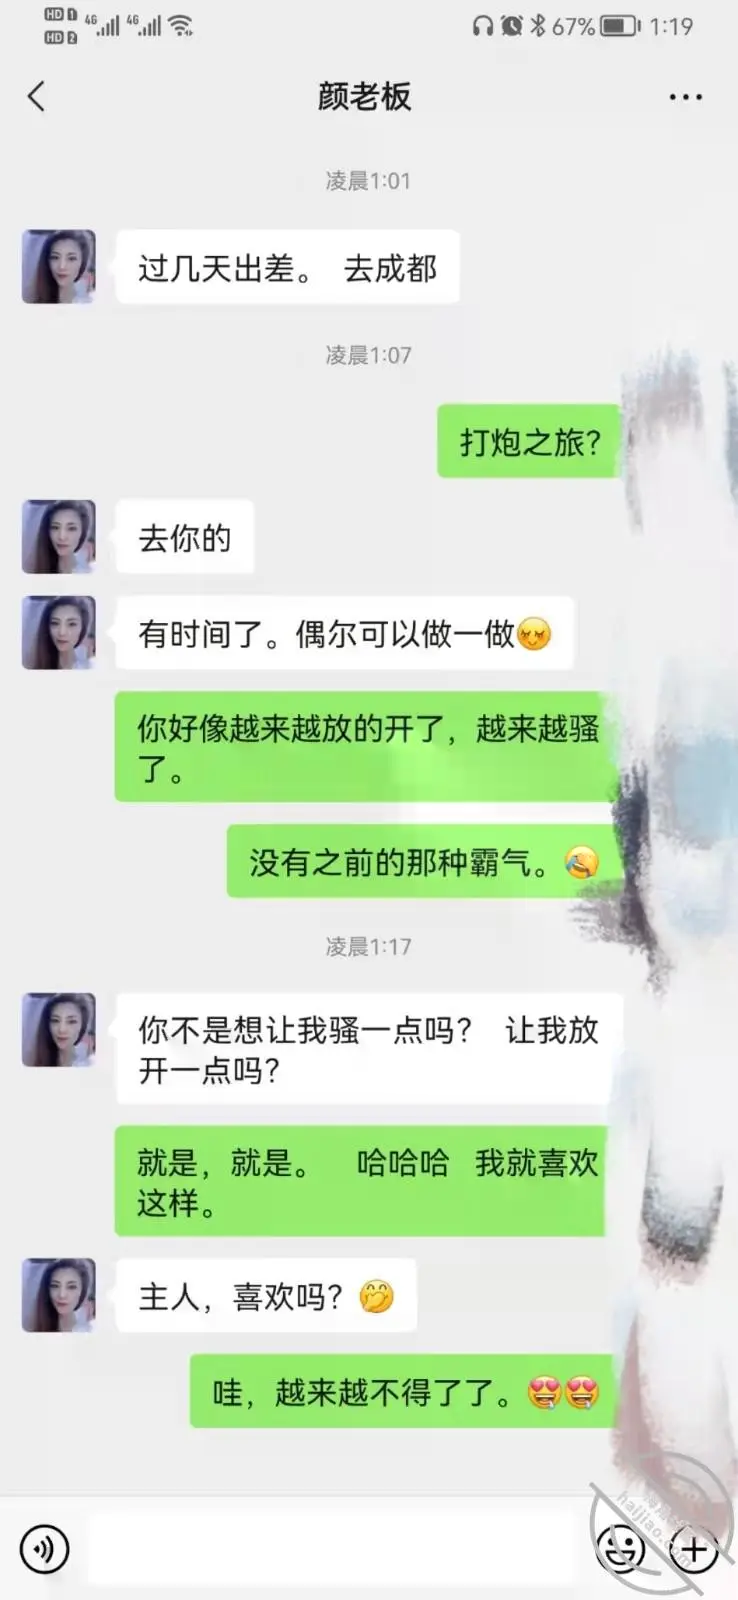 HD 1 4G 4G 67% 1:19
HD 2
颜老板
凌晨1:01
过几天出差。 去成都
凌晨1:07
打炮之旅?
去你的
有时间了。偶尔可以做一做
你好像越来越放的开了，越来越骚
了。
没有之前的那种霸气。
凌晨1:17
你不是想让我骚一点吗? 让我放
开一点吗?
就是，就是。 哈哈哈 我就喜欢
这样。
主人，喜欢吗?
哇，越来越不得了了。
haijiao.com